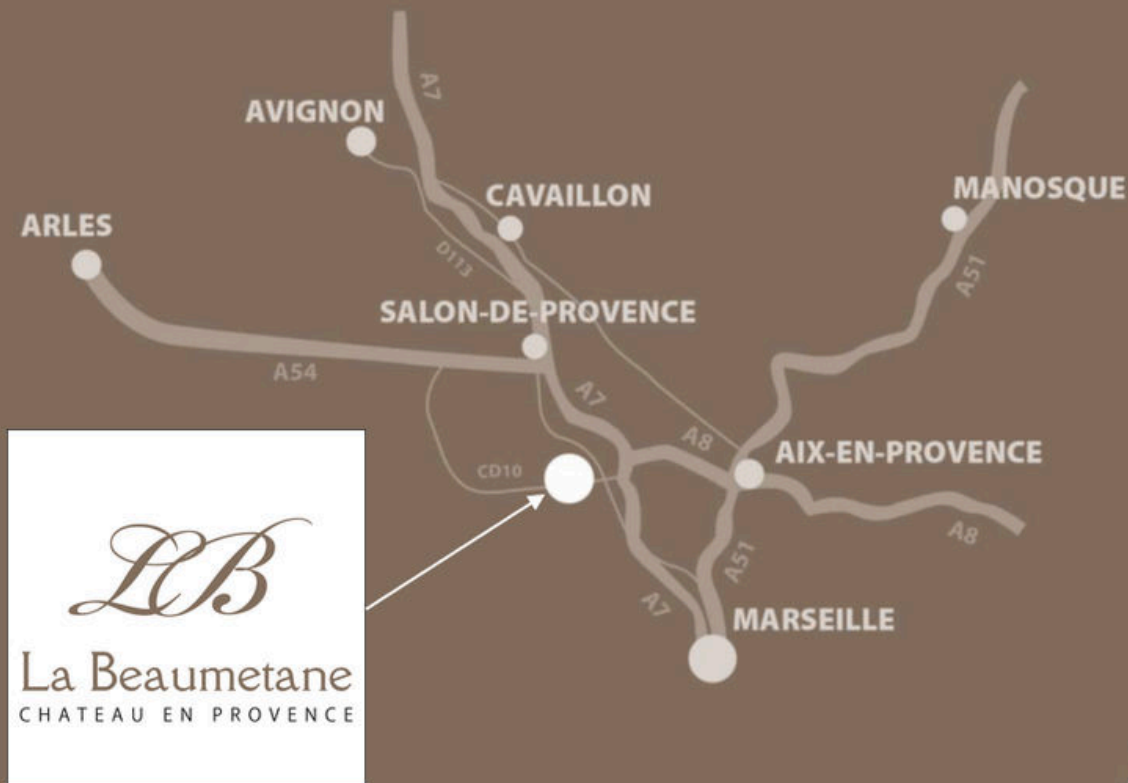 A7
AVIGNON
CAVAILLON
MANOSQUE
ARLES
D113
A51
SALON-DE-PROVENCE
A54
A7
A8
AIX-EN-PROVENCE
CD10
A8
A51
A7
MARSEILLE
LB
La Beaumetane
CHATEAU EN PROVENCE